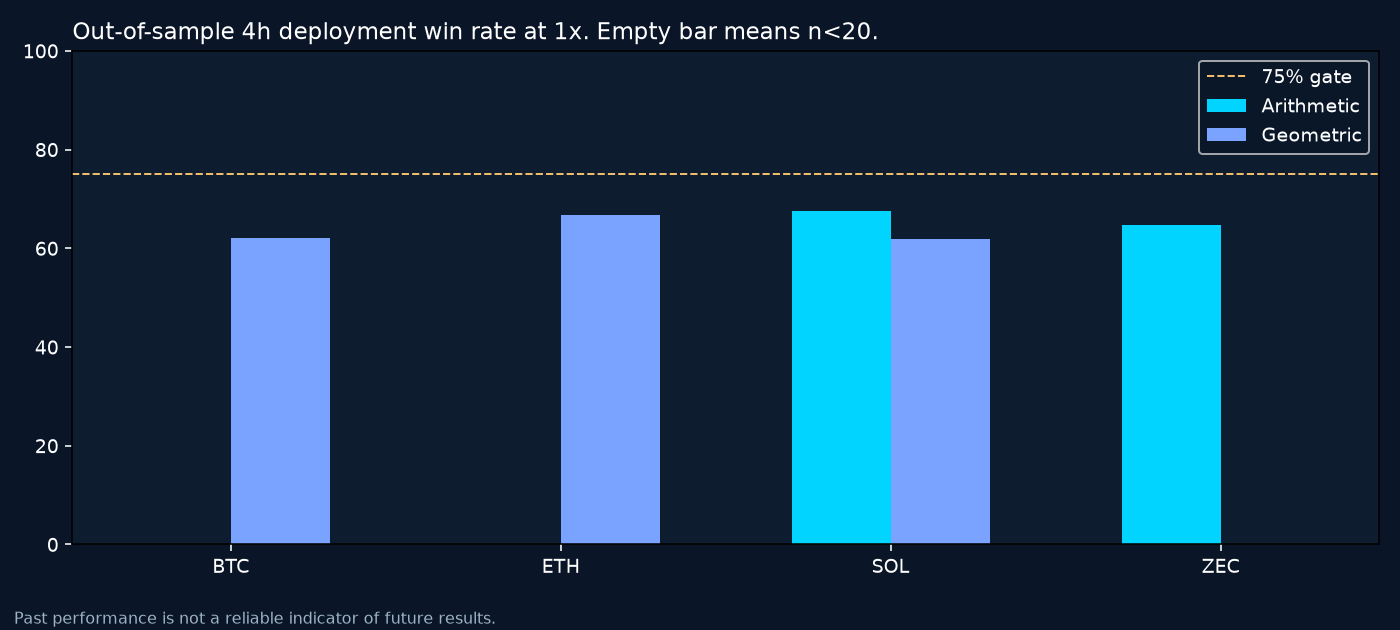 Out-of-sample 4h deployment win rate at 1x. Empty bar means n<20.
100
80
60
40
20
0
75% gate
Arithmetic
Geometric
BTC
ETH
SOL
ZEC
Past performance is not a reliable indicator of future results.